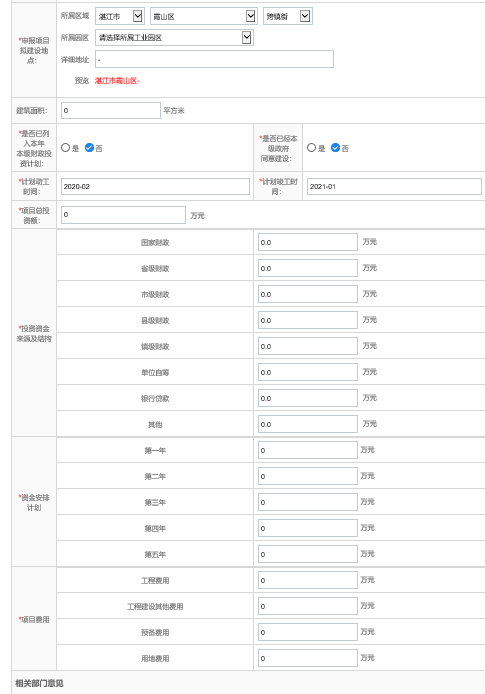 *申报项目
拟建设地
点:
所属区域
湛江市
霞山区
跨镇街
所属园区
请选择所属工业园区
详细地址
-
预览
湛江市霞山区-
建筑面积:
0
平方米
*是否已列
入本年
本级财政投
资计划:
是
否
*是否已经本
级政府
同意建设:
是
否
*计划动工
时间:
2020-02
*计划竣工时
间:
2021-01
*项目总投
资额:
0
万元
*投资资金
来源及结构
国家财政
0.0
万元
省级财政
0.0
万元
市级财政
0.0
万元
县级财政
0.0
万元
镇级财政
0.0
万元
单位自筹
0.0
万元
银行贷款
0.0
万元
其他
0.0
万元
*资金安排
计划
第一年
0
万元
第二年
0
万元
第三年
0
万元
第四年
0
万元
第五年
0
万元
*项目费用
工程费用
0
万元
工程建设其他费用
0
万元
预备费用
0
万元
用地费用
0
万元
相关部门意见